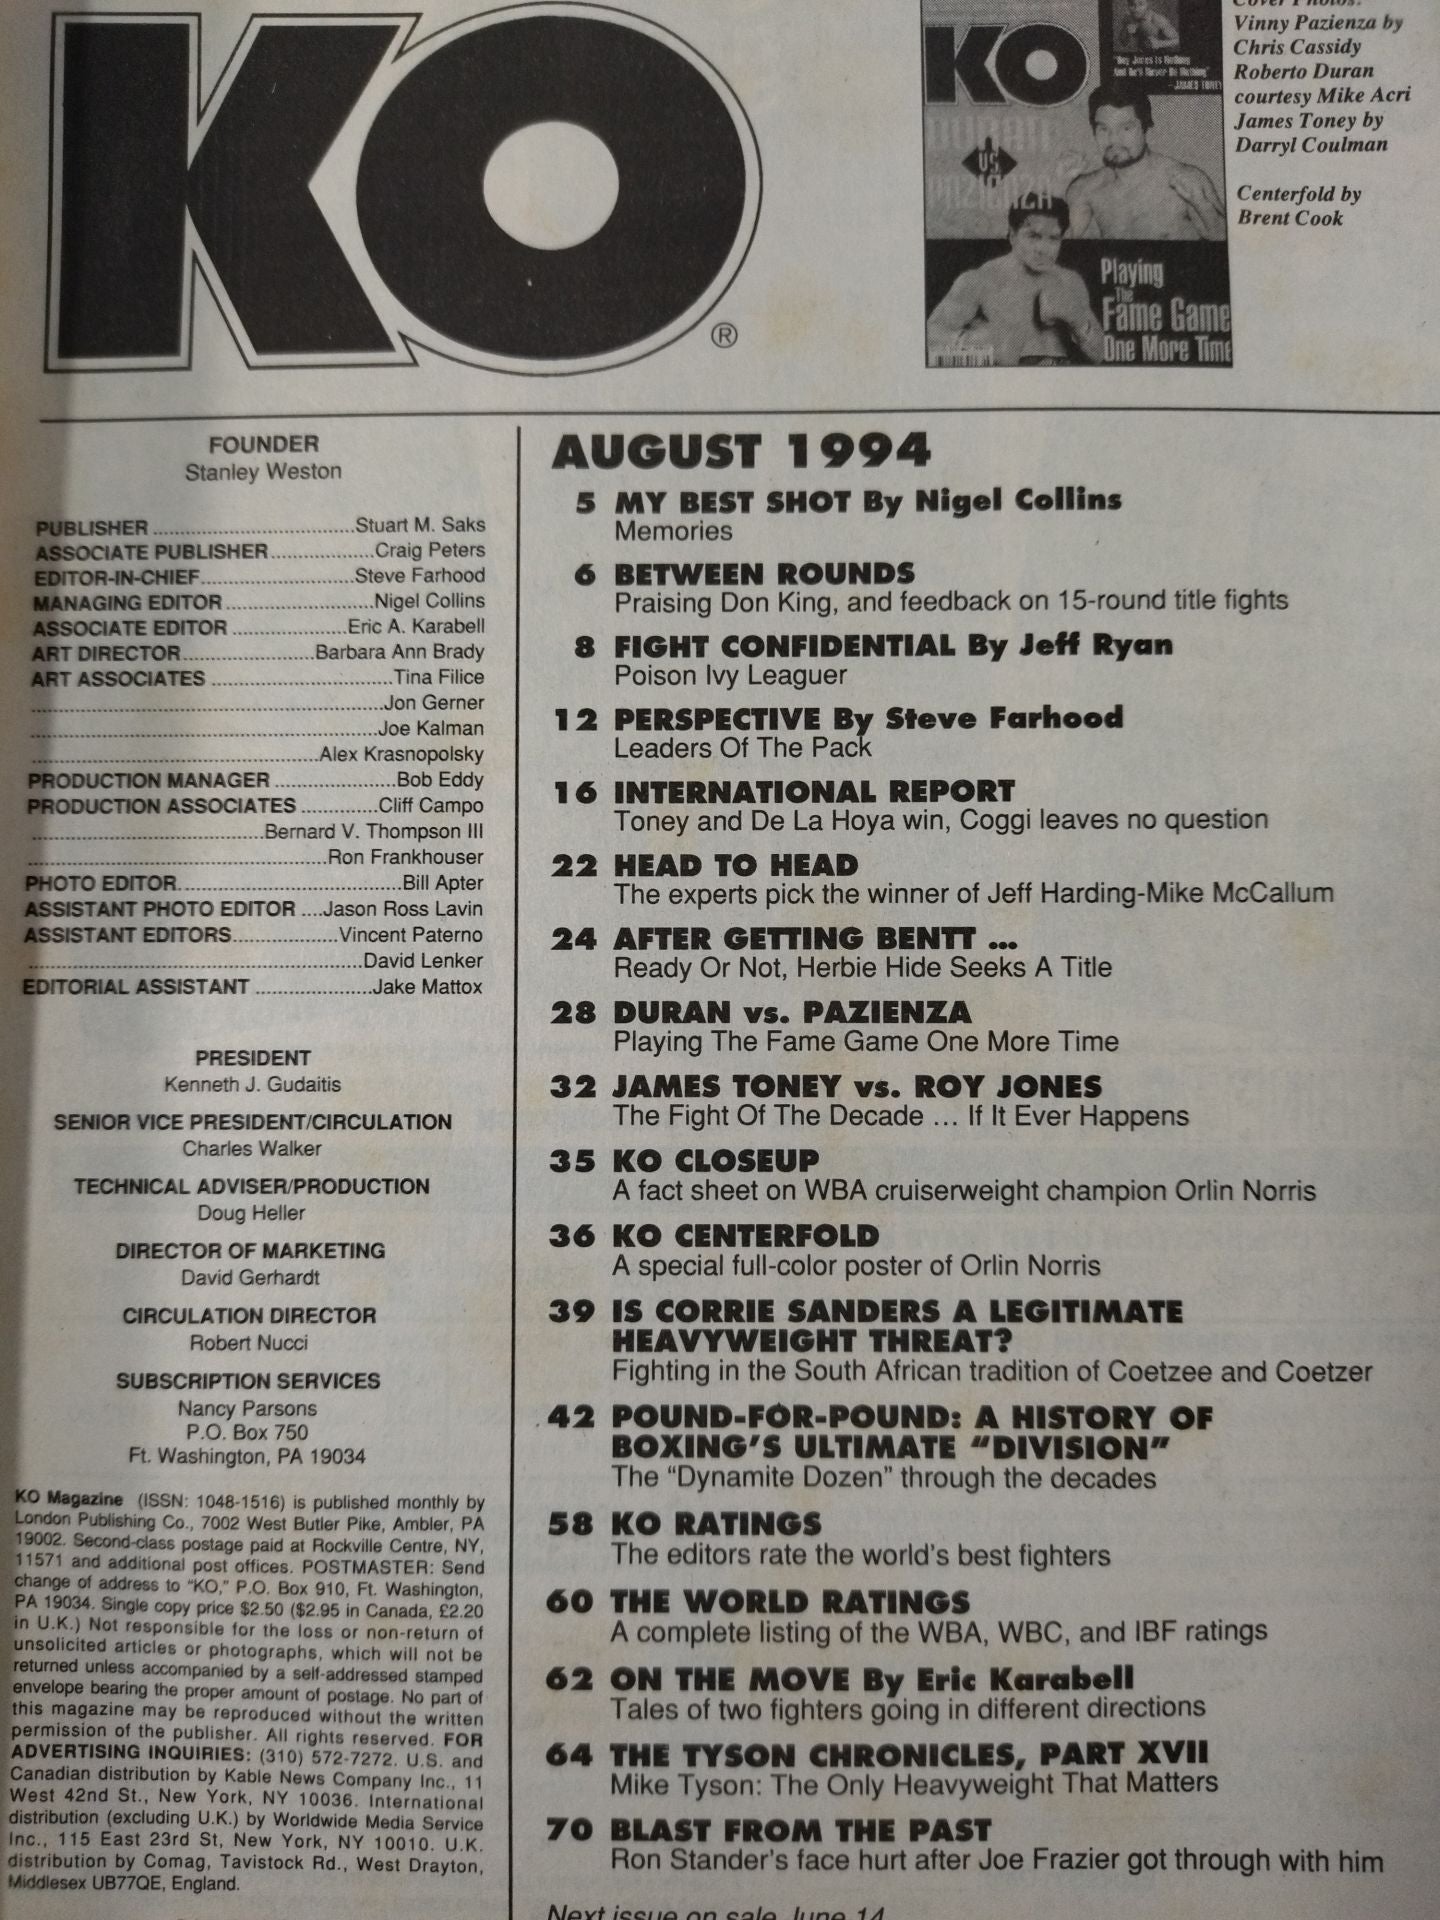 KO
®
KO
"Roy Jones Is Nothing
And He'll Never Be Nothing"
—JAMES TONEY
DURAN
VS
PAZIENZA
Playing
The
Fame Game
One More Time
Cover Photos:
Vinny Pazienza by
Chris Cassidy
Roberto Duran
courtesy Mike Acri
James Toney by
Darryl Coulman
Centerfold by
Brent Cook
FOUNDER
Stanley Weston
PUBLISHER ................................Stuart M. Saks
ASSOCIATE PUBLISHER..................Craig Peters
EDITOR-IN-CHIEF...........................Steve Farhood
MANAGING EDITOR ..........................Nigel Collins
ASSOCIATE EDITOR ....................Eric A. Karabell
ART DIRECTOR.......................Barbara Ann Brady
ART ASSOCIATES ................................Tina Filice
..............................................................Jon Gerner
.............................................................Joe Kalman
..................................................Alex Krasnopolsky
PRODUCTION MANAGER .....................Bob Eddy
PRODUCTION ASSOCIATES .............Cliff Campo
........................................Bernard V. Thompson III
....................................................Ron Frankhouser
PHOTO EDITOR.......................................Bill Apter
ASSISTANT PHOTO EDITOR ....Jason Ross Lavin
ASSISTANT EDITORS...................Vincent Paterno
..........................................................David Lenker
EDITORIAL ASSISTANT .....................Jake Mattox
PRESIDENT
Kenneth J. Gudaitis
SENIOR VICE PRESIDENT/CIRCULATION
Charles Walker
TECHNICAL ADVISER/PRODUCTION
Doug Heller
DIRECTOR OF MARKETING
David Gerhardt
CIRCULATION DIRECTOR
Robert Nucci
SUBSCRIPTION SERVICES
Nancy Parsons
P.O. Box 750
Ft. Washington, PA 19034
KO Magazine (ISSN: 1048-1516) is published monthly by
London Publishing Co., 7002 West Butler Pike, Ambler, PA
19002. Second-class postage paid at Rockville Centre, NY,
11571 and additional post offices. POSTMASTER: Send
change of address to "KO," P.O. Box 910, Ft. Washington,
PA 19034. Single copy price $2.50 ($2.95 in Canada, £2.20
in U.K.) Not responsible for the loss or non-return of
unsolicited articles or photographs, which will not be
returned unless accompanied by a self-addressed stamped
envelope bearing the proper amount of postage. No part of
this magazine may be reproduced without the written
permission of the publisher. All rights reserved. FOR
ADVERTISING INQUIRIES: (310) 572-7272. U.S. and
Canadian distribution by Kable News Company Inc., 11
West 42nd St., New York, NY 10036. International
distribution (excluding U.K.) by Worldwide Media Service
Inc., 115 East 23rd St, New York, NY 10010. U.K.
distribution by Comag, Tavistock Rd., West Drayton,
Middlesex UB77QE, England.
AUGUST 1994
5 MY BEST SHOT By Nigel Collins
Memories
6 BETWEEN ROUNDS
Praising Don King, and feedback on 15-round title fights
8 FIGHT CONFIDENTIAL By Jeff Ryan
Poison Ivy Leaguer
12 PERSPECTIVE By Steve Farhood
Leaders Of The Pack
16 INTERNATIONAL REPORT
Toney and De La Hoya win, Coggi leaves no question
22 HEAD TO HEAD
The experts pick the winner of Jeff Harding-Mike McCallum
24 AFTER GETTING BENTT ...
Ready Or Not, Herbie Hide Seeks A Title
28 DURAN vs. PAZIENZA
Playing The Fame Game One More Time
32 JAMES TONEY vs. ROY JONES
The Fight Of The Decade ... If It Ever Happens
35 KO CLOSEUP
A fact sheet on WBA cruiserweight champion Orlin Norris
36 KO CENTERFOLD
A special full-color poster of Orlin Norris
39 IS CORRIE SANDERS A LEGITIMATE
HEAVYWEIGHT THREAT?
Fighting in the South African tradition of Coetzee and Coetzer
42 POUND-FOR-POUND: A HISTORY OF
BOXING'S ULTIMATE "DIVISION"
The "Dynamite Dozen" through the decades
58 KO RATINGS
The editors rate the world's best fighters
60 THE WORLD RATINGS
A complete listing of the WBA, WBC, and IBF ratings
62 ON THE MOVE By Eric Karabell
Tales of two fighters going in different directions
64 THE TYSON CHRONICLES, PART XVII
Mike Tyson: The Only Heavyweight That Matters
70 BLAST FROM THE PAST
Ron Stander's face hurt after Joe Frazier got through with him
Next issue on sale June 14